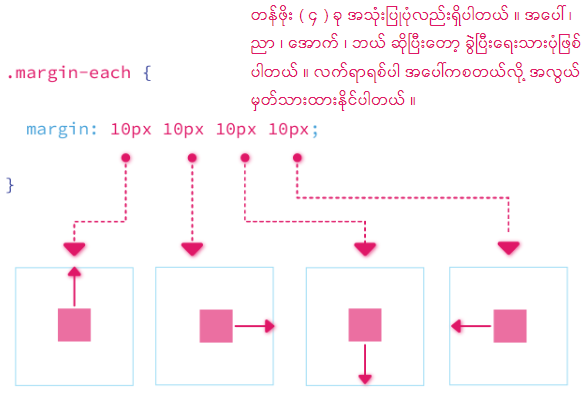 တန်ဖိုး ( ၄ ) ခု အသုံးပြုပုံလည်းရှိပါတယ် ။ အပေါ် ၊
ညာ ၊ အောက် ၊ ဘယ် ဆိုပြီးတော့ ခွဲပြီးရေးသားပုံဖြစ်
ပါတယ် ။ လက်ရာရစ်ပါ အပေါ်ကစတယ်လို့ အလွယ်
မှတ်သားထားနိုင်ပါတယ် ။
.margin-each {
margin: 10px 10px 10px 10px;
}